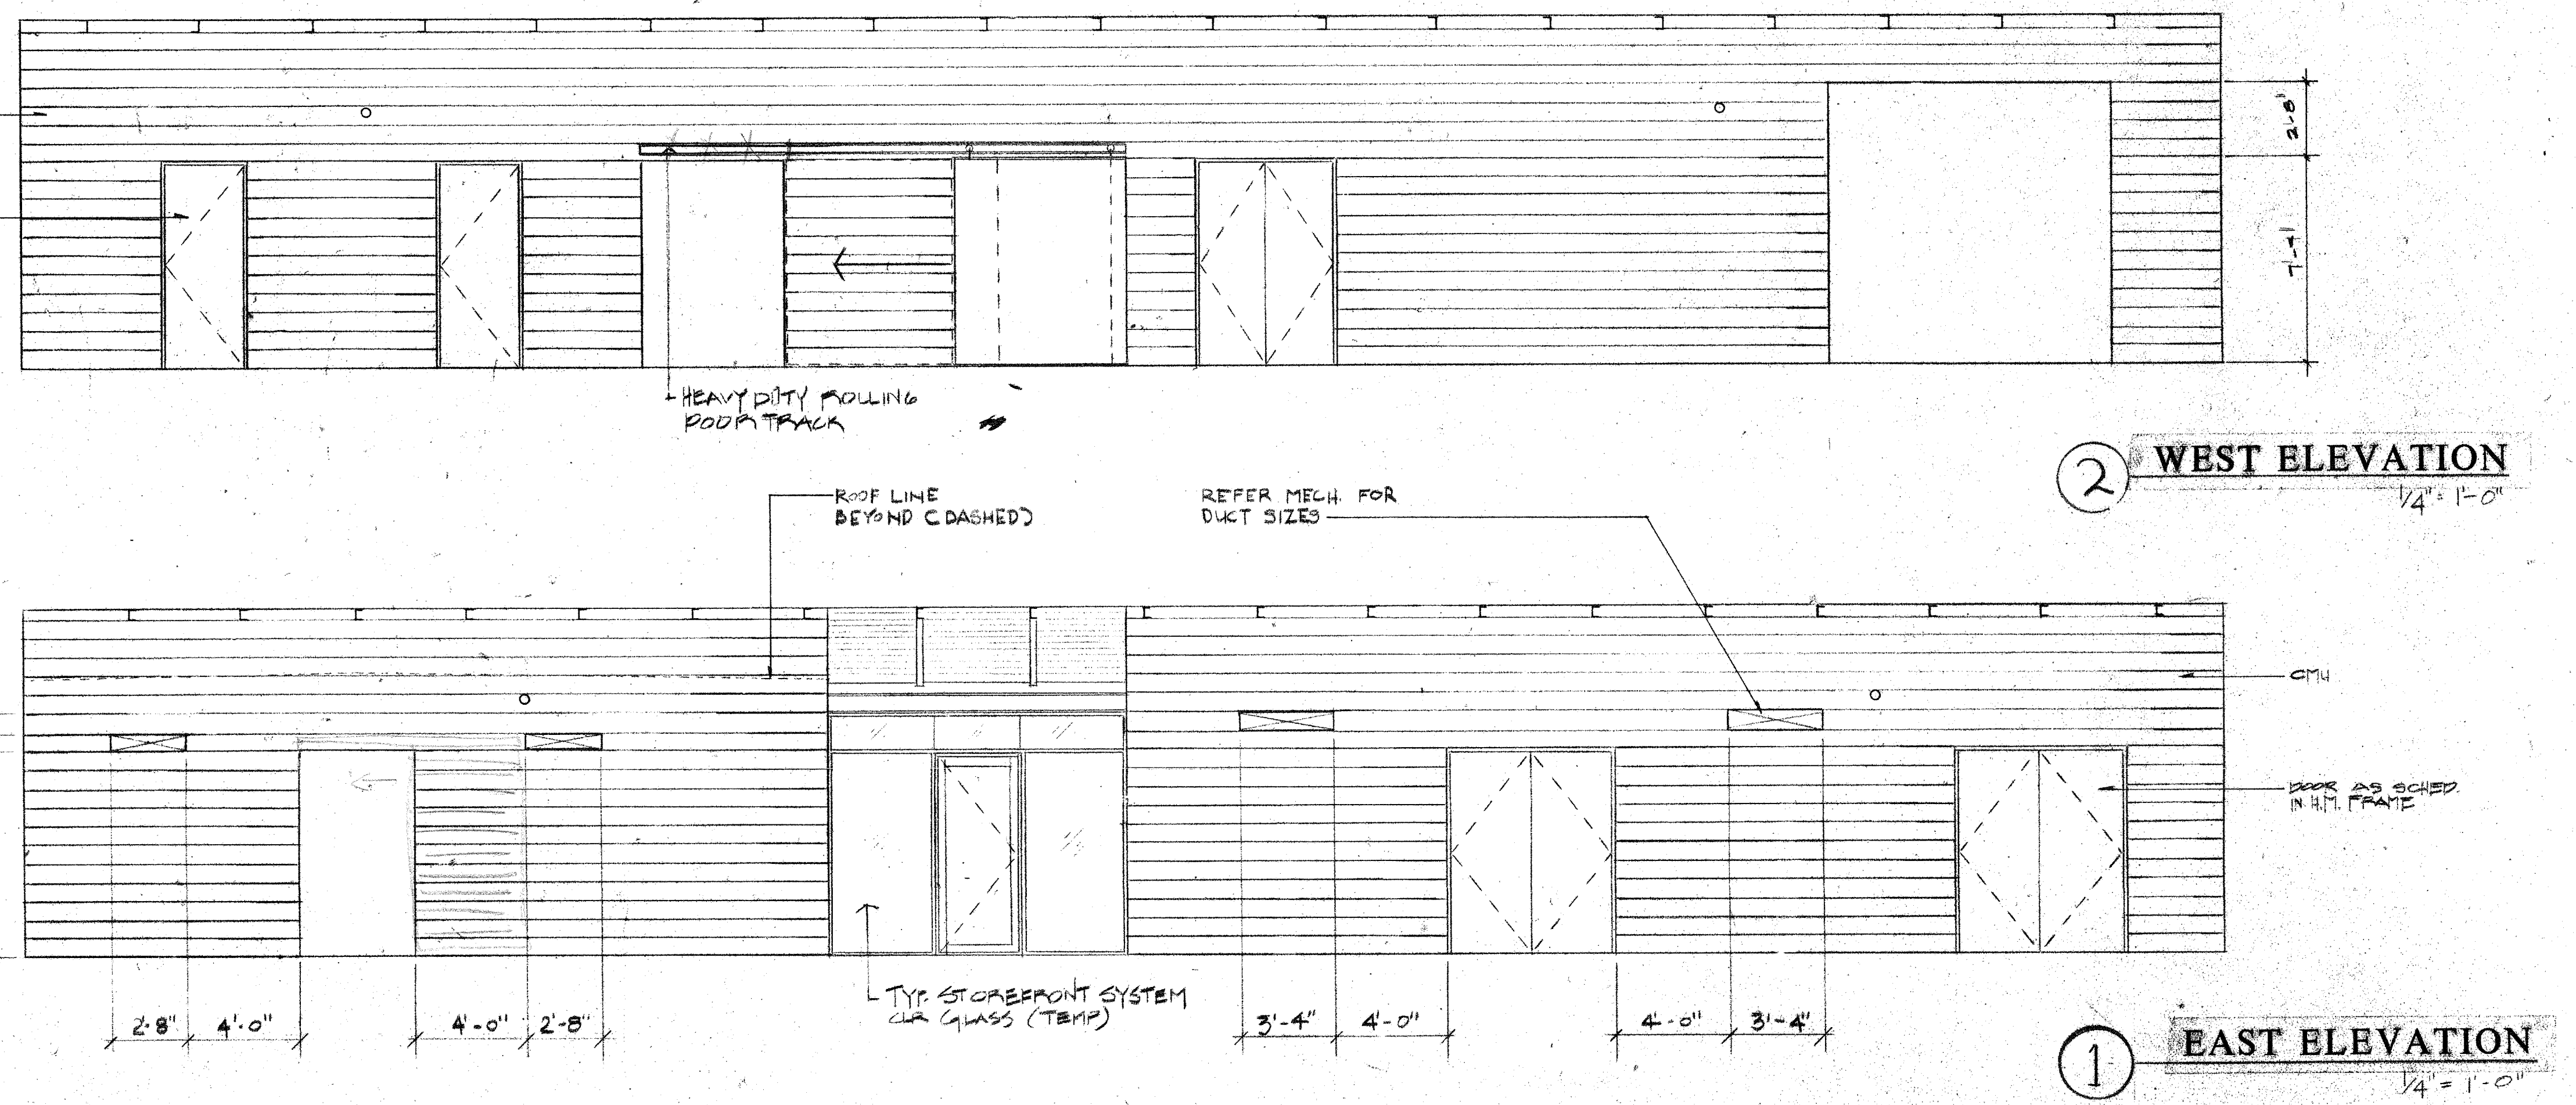 2'-8"
7'-4"
HEAVY DUTY ROLLING
DOOR TRACK
2 WEST ELEVATION
1/4" = 1'-0"
ROOF LINE
BEYOND (DASHED)
REFER MECH. FOR
DUCT SIZES
CMU
DOOR AS SCHED.
IN H.M. FRAME
TYP. STOREFRONT SYSTEM
CLR GLASS (TEMP)
2'-8" 4'-0" 4'-0" 2'-8" 3'-4" 4'-0" 4'-0" 3'-4"
1 EAST ELEVATION
1/4" = 1'-0"